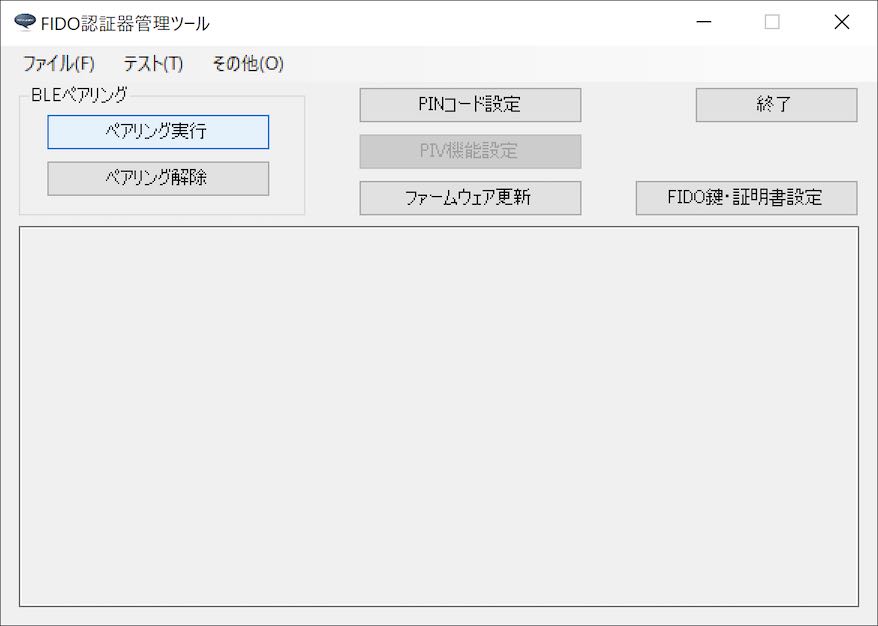 FIDO認証器管理ツール
ファイル(F) テスト(T) その他(O)
BLEペアリング
ペアリング実行
ペアリング解除
PINコード設定
PIV機能設定
ファームウェア更新
終了
FIDO鍵・証明書設定